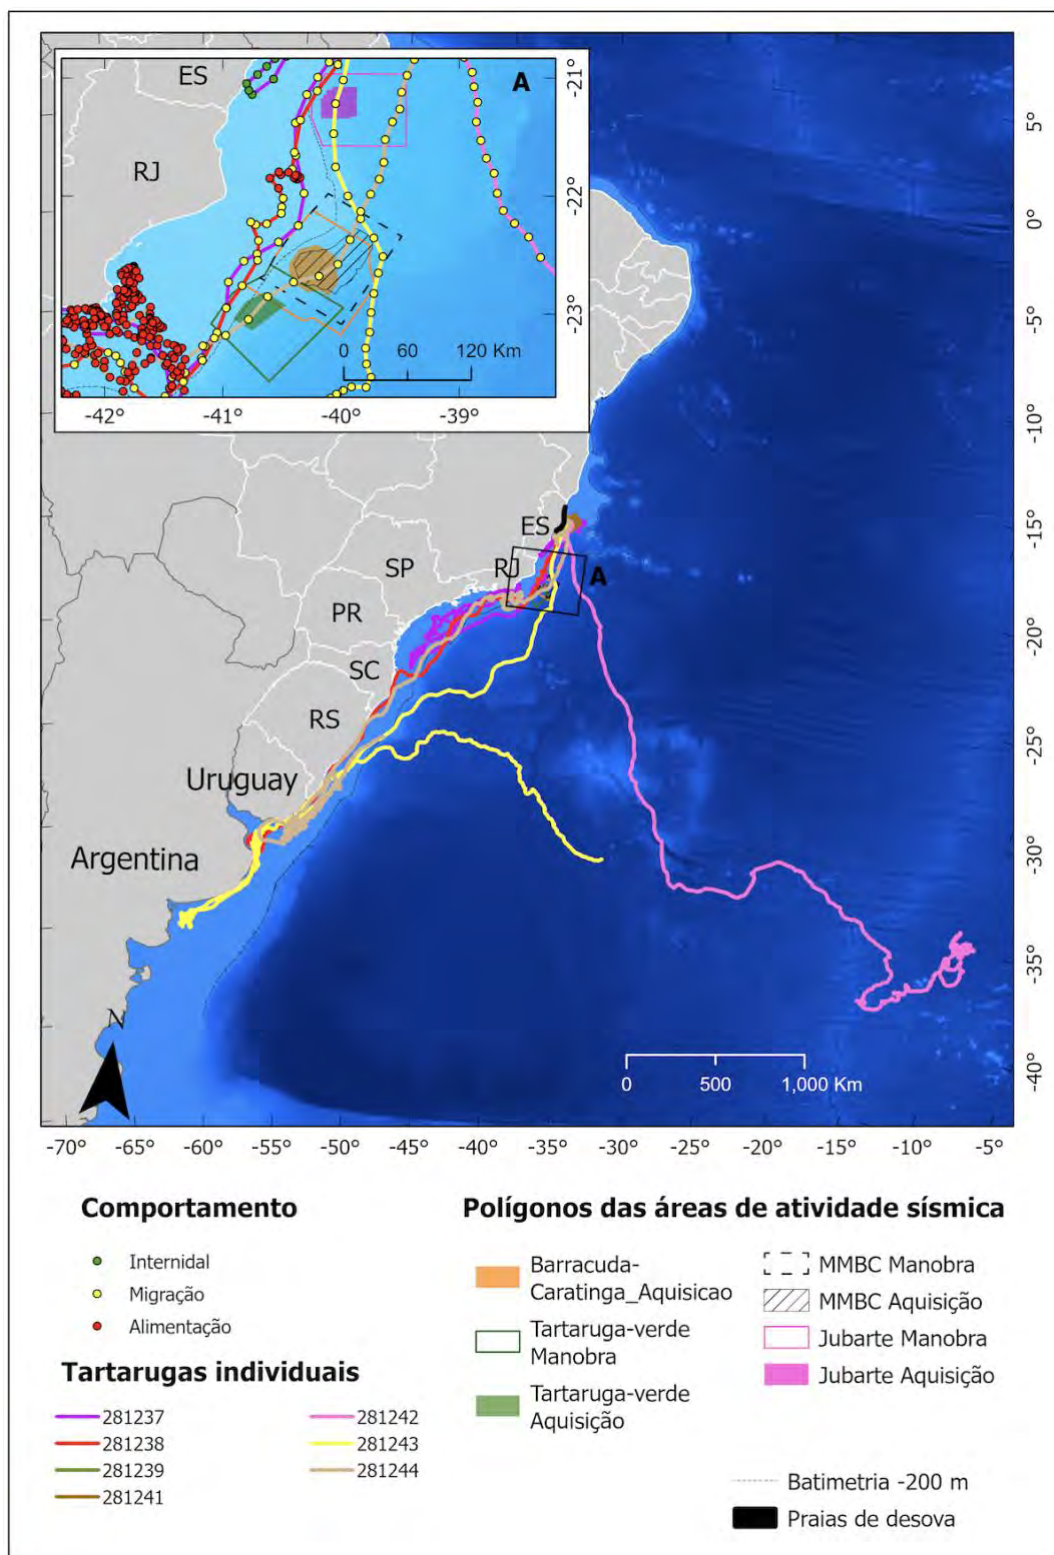 A
ES
RJ
-21°
-22°
-23°
0 60 120 Km
-42° -41° -40° -39°
5°
0°
-5°
-10°
-15°
-20°
-25°
-30°
-35°
-40°
ES
RJ
A
SP
PR
SC
RS
Uruguay
Argentina
N
0 500 1,000 Km
-70° -65° -60° -55° -50° -45° -40° -35° -30° -25° -20° -15° -10° -5°
Comportamento
Internidal
Migração
Alimentação
Tartarugas individuais
281237
281238
281239
281241
281242
281243
281244
Polígonos das áreas de atividade sísmica
Barracuda-
Caratinga_Aquisicao
Tartaruga-verde
Manobra
Tartaruga-verde
Aquisição
MMBC Manobra
MMBC Aquisição
Jubarte Manobra
Jubarte Aquisição
Batimetria -200 m
Praias de desova